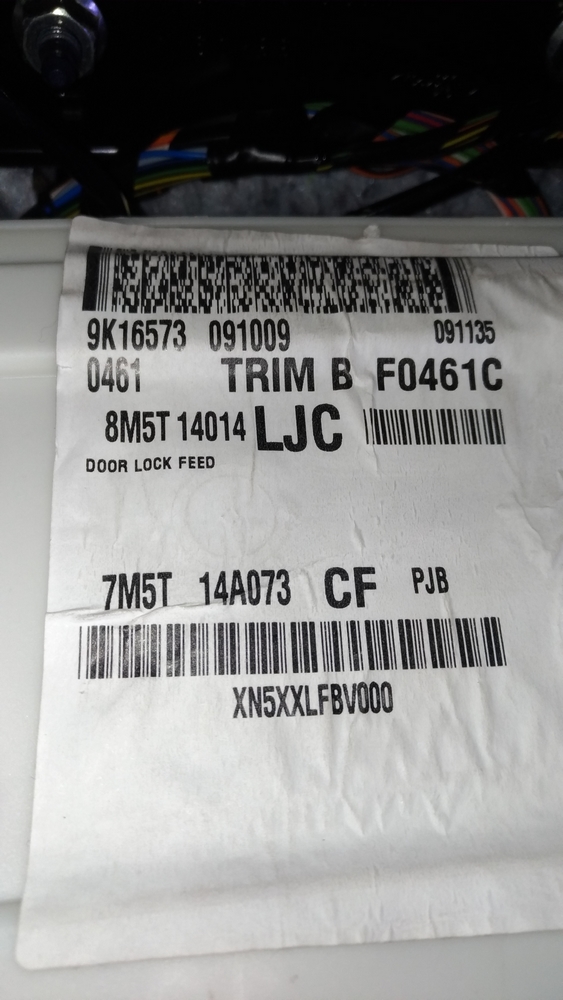 9K16573 091009 091135
0461 TRIM B F0461C
8M5T 14014 LJC
DOOR LOCK FEED
7M5T 14A073 CF PJB
XN5XXLFBV000